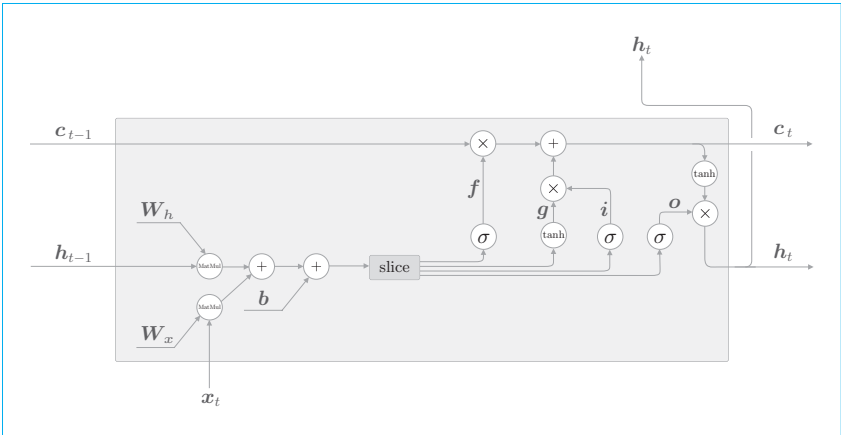 h_t
c_{t-1}
×
+
c_t
tanh
f
×
g
i
o
×
W_h
σ
tanh
σ
σ
h_{t-1}
MatMul
+
+
slice
h_t
b
MatMul
W_x
x_t